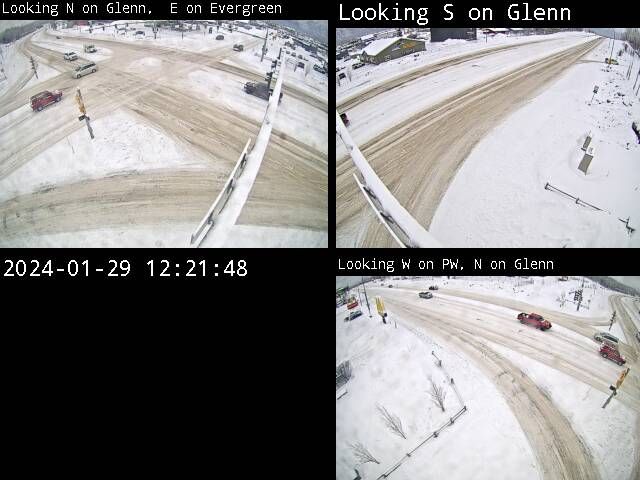 Looking N on Glenn,  E on Evergreen
Looking S on Glenn
2024-01-29 12:21:48
Looking W on PW, N on Glenn